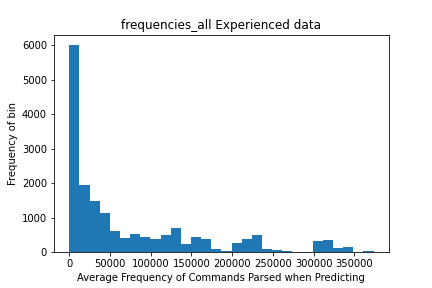 frequencies_all Experienced data
Frequency of bin
6000
5000
4000
3000
2000
1000
0
0 50000 100000 150000 200000 250000 300000 350000
Average Frequency of Commands Parsed when Predicting